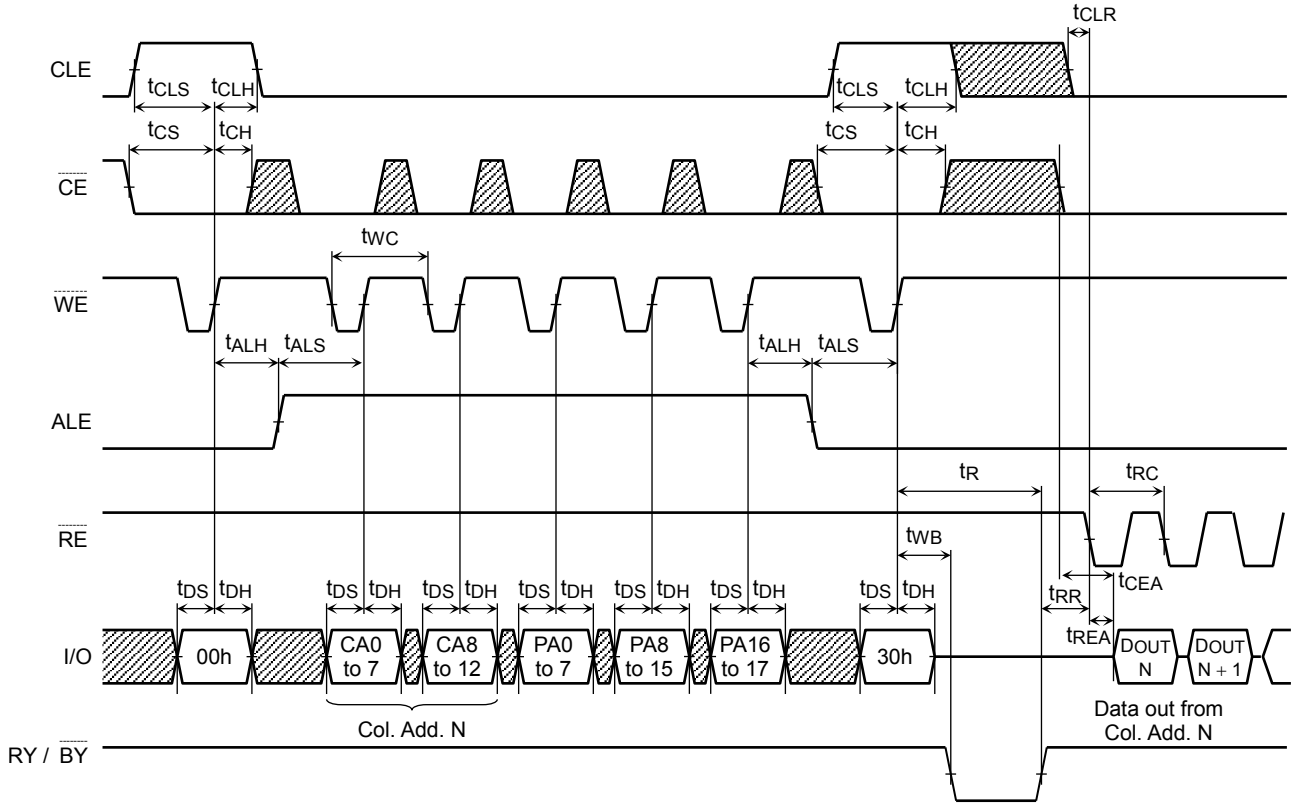 tCLR
CLE
tCLS tCLH tCLS tCLH
tCS tCH tCS tCH
CE
tWC
WE
tALH tALS tALH tALS
ALE
tR tRC
RE
tWB
tCEA
tDS tDH tDS tDH tDS tDH tDS tDH tDS tDH tDS tDH tDS tDH
tRR
tREA
I/O
00h
CA0
to 7
CA8
to 12
PA0
to 7
PA8
to 15
PA16
to 17
30h
DOUT
N
DOUT
N + 1
Col. Add. N
Data out from
Col. Add. N
RY / BY